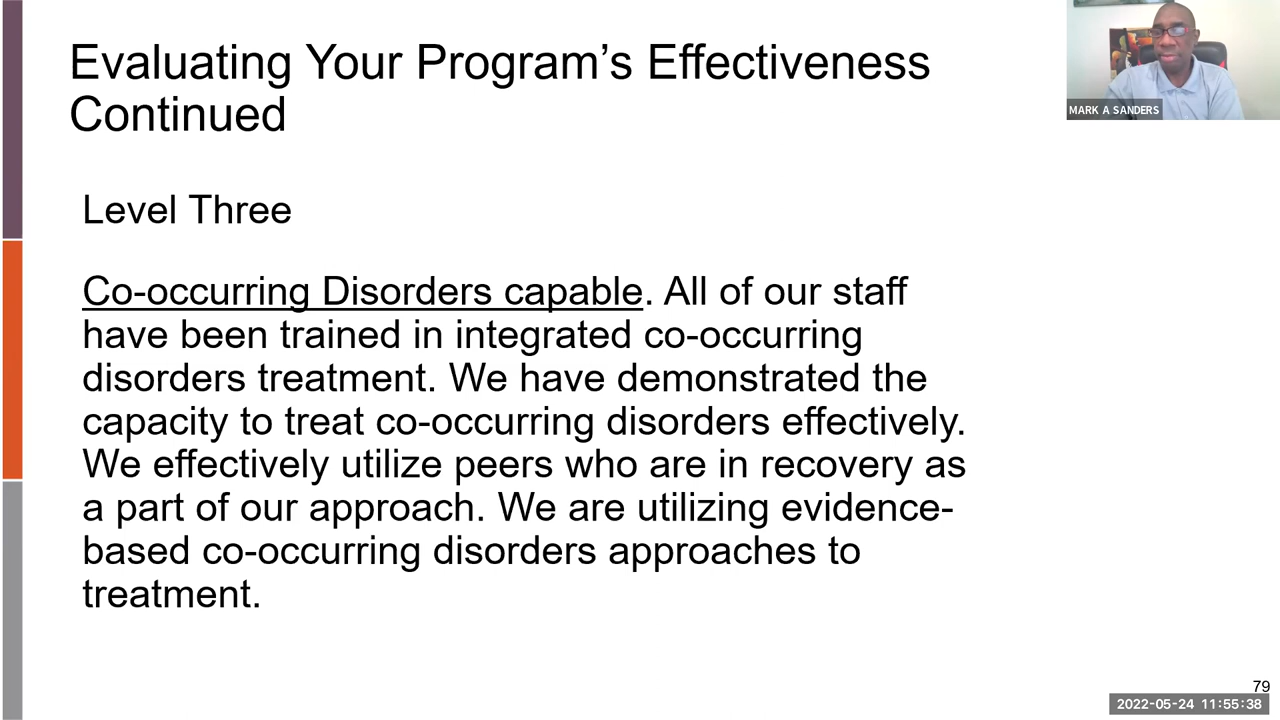 Evaluating Your Program’s Effectiveness
Continued
MARK A SANDERS
Level Three
Co-occurring Disorders capable. All of our staff
have been trained in integrated co-occurring
disorders treatment. We have demonstrated the
capacity to treat co-occurring disorders effectively.
We effectively utilize peers who are in recovery as
a part of our approach. We are utilizing evidence-
based co-occurring disorders approaches to
treatment.
79
2022-05-24 11:55:38